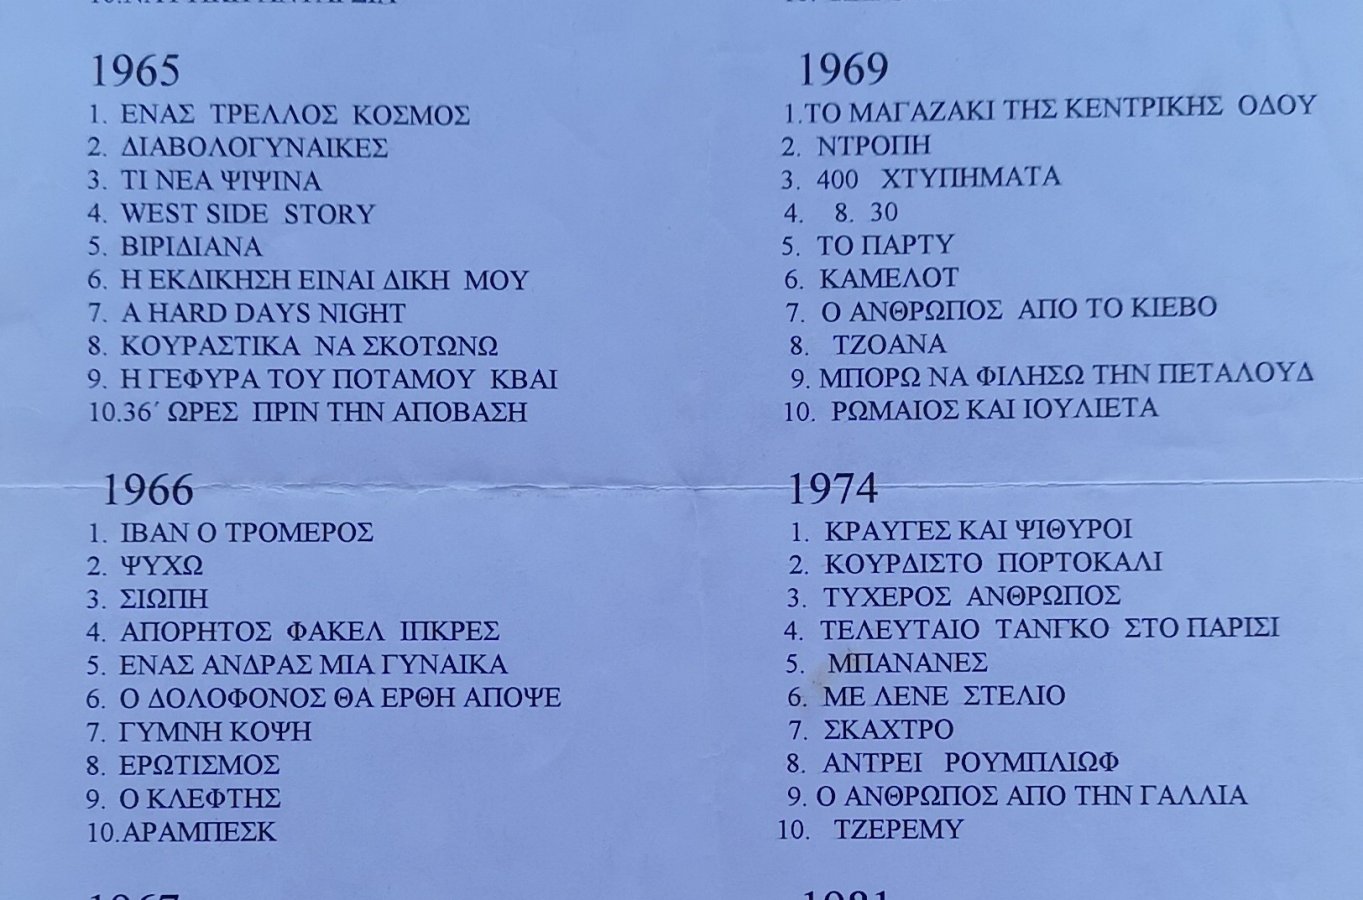 1965
1. ΕΝΑΣ ΤΡΕΛΛΟΣ ΚΟΣΜΟΣ
2. ΔΙΑΒΟΛΟΓΥΝΑΙΚΕΣ
3. ΤΙ ΝΕΑ ΨΙΨΙΝΑ
4. WEST SIDE STORY
5. ΒΙΡΙΔΙΑΝΑ
6. Η ΕΚΔΙΚΗΣΗ ΕΙΝΑΙ ΔΙΚΗ ΜΟΥ
7. A HARD DAYS NIGHT
8. ΚΟΥΡΑΣΤΙΚΑ ΝΑ ΣΚΟΤΩΝΩ
9. Η ΓΕΦΥΡΑ ΤΟΥ ΠΟΤΑΜΟΥ ΚΒΑΙ
10.36΄ ΩΡΕΣ ΠΡΙΝ ΤΗΝ ΑΠΟΒΑΣΗ
1966
1. ΙΒΑΝ Ο ΤΡΟΜΕΡΟΣ
2. ΨΥΧΩ
3. ΣΙΩΠΗ
4. ΑΠΟΡΗΤΟΣ ΦΑΚΕΛ ΙΠΚΡΕΣ
5. ΕΝΑΣ ΑΝΔΡΑΣ ΜΙΑ ΓΥΝΑΙΚΑ
6. Ο ΔΟΛΟΦΟΝΟΣ ΘΑ ΕΡΘΗ ΑΠΟΨΕ
7. ΓΥΜΝΗ ΚΟΨΗ
8. ΕΡΩΤΙΣΜΟΣ
9. Ο ΚΛΕΦΤΗΣ
10.ΑΡΑΜΠΕΣΚ
1969
1.ΤΟ ΜΑΓΑΖΑΚΙ ΤΗΣ ΚΕΝΤΡΙΚΗΣ ΟΔΟΥ
2. ΝΤΡΟΠΗ
3. 400 ΧΤΥΠΗΜΑΤΑ
4. 8. 30
5. ΤΟ ΠΑΡΤΥ
6. ΚΑΜΕΛΟΤ
7. Ο ΑΝΘΡΩΠΟΣ ΑΠΟ ΤΟ ΚΙΕΒΟ
8. ΤΖΟΑΝΑ
9. ΜΠΟΡΩ ΝΑ ΦΙΛΗΣΩ ΤΗΝ ΠΕΤΑΛΟΥΔ
10. ΡΩΜΑΙΟΣ ΚΑΙ ΙΟΥΛΙΕΤΑ
1974
1. ΚΡΑΥΓΕΣ ΚΑΙ ΨΙΘΥΡΟΙ
2. ΚΟΥΡΔΙΣΤΟ ΠΟΡΤΟΚΑΛΙ
3. ΤΥΧΕΡΟΣ ΑΝΘΡΩΠΟΣ
4. ΤΕΛΕΥΤΑΙΟ ΤΑΝΓΚΟ ΣΤΟ ΠΑΡΙΣΙ
5. ΜΠΑΝΑΝΕΣ
6. ΜΕ ΛΕΝΕ ΣΤΕΛΙΟ
7. ΣΚΑΧΤΡΟ
8. ΑΝΤΡΕΙ ΡΟΥΜΠΛΙΩΦ
9. Ο ΑΝΘΡΩΠΟΣ ΑΠΟ ΤΗΝ ΓΑΛΛΙΑ
10. ΤΖΕΡΕΜΥ